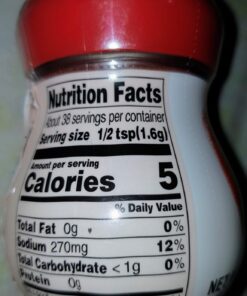 Nutrition Facts
About 38 servings per container
Serving size 1/2 tsp(1.6g)
Amount per serving
Calories 5
% Daily Value
Total Fat 0g 0%
Sodium 270mg 12%
Total Carbohydrate <1g 0%
Protein 0g
NET